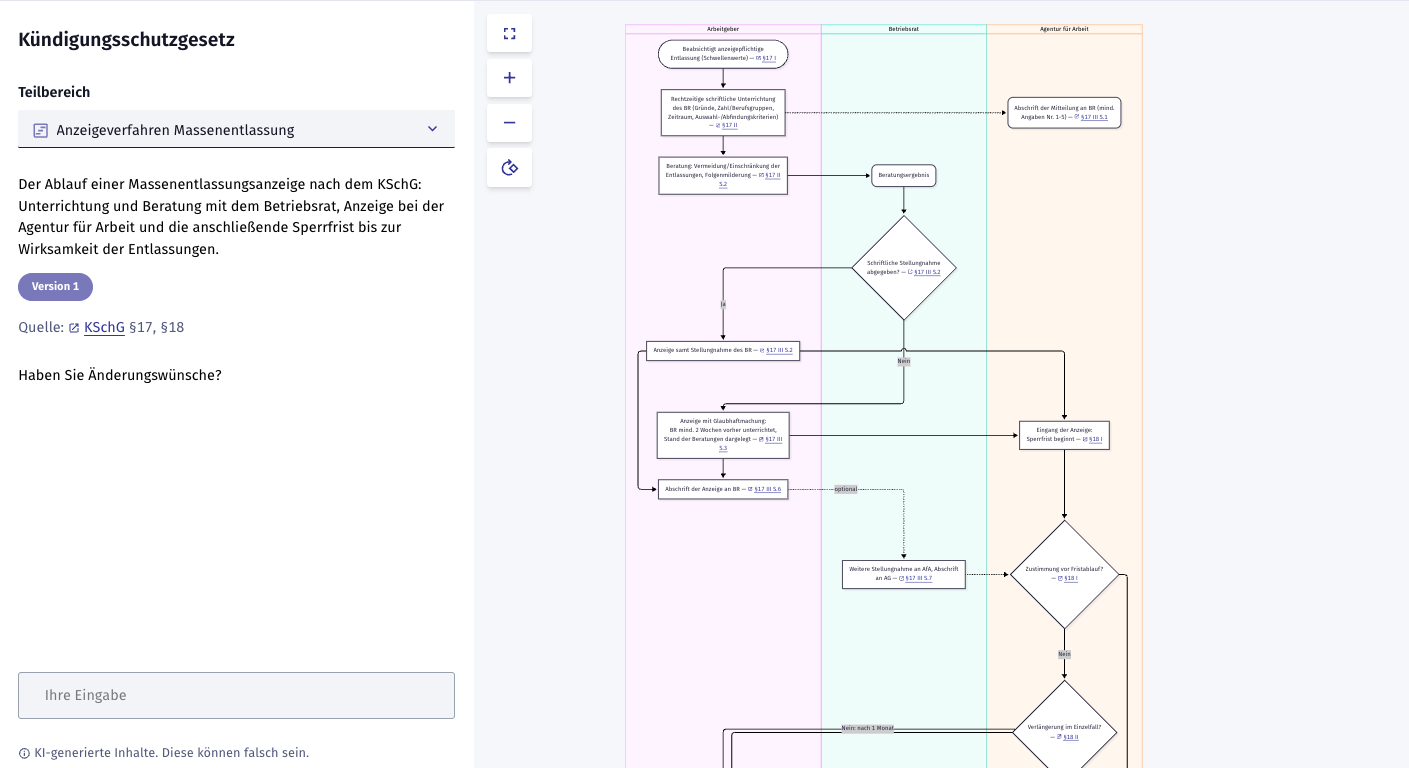 Kündigungsschutzgesetz
Teilbereich
Anzeigeverfahren Massenentlassung
Der Ablauf einer Massenentlassungsanzeige nach dem KSchG:
Unterrichtung und Beratung mit dem Betriebsrat, Anzeige bei der
Agentur für Arbeit und die anschließende Sperrfrist bis zur
Wirksamkeit der Entlassungen.
Version 1
Quelle: KSchG §17, §18
Haben Sie Änderungswünsche?
Ihre Eingabe
KI-generierte Inhalte. Diese können falsch sein.
Arbeitgeber
Betriebsrat
Agentur für Arbeit
Beabsichtigt anzeigepflichtige
Entlassung (Schwellenwerte) — §17 I
Rechtzeitige schriftliche Unterrichtung
des BR (Gründe, Zahl/Berufsgruppen,
Zeitraum, Auswahl-/Abfindungskriterien)
— §17 II
Abschrift der Mitteilung an BR (mind.
Angaben Nr. 1-5) — §17 III S.1
Beratung: Vermeidung/Einschränkung der
Entlassungen, Folgenmilderung — §17 II
S.2
Beratungsergebnis
Schriftliche Stellungnahme
abgegeben? — §17 III S.2
Ja
Anzeige samt Stellungnahme des BR — §17 III S.2
Nein
Anzeige mit Glaubhaftmachung:
BR mind. 2 Wochen vorher unterrichtet,
Stand der Beratungen dargelegt — §17 III
S.3
Eingang der Anzeige:
Sperrfrist beginnt — §18 I
Abschrift der Anzeige an BR — §17 III S.6
optional
Weitere Stellungnahme an AfA, Abschrift
an AG — §17 III S.7
Zustimmung vor Fristablauf?
— §18 I
Nein
Nein: nach 1 Monat
Verlängerung im Einzelfall?
— §18 II